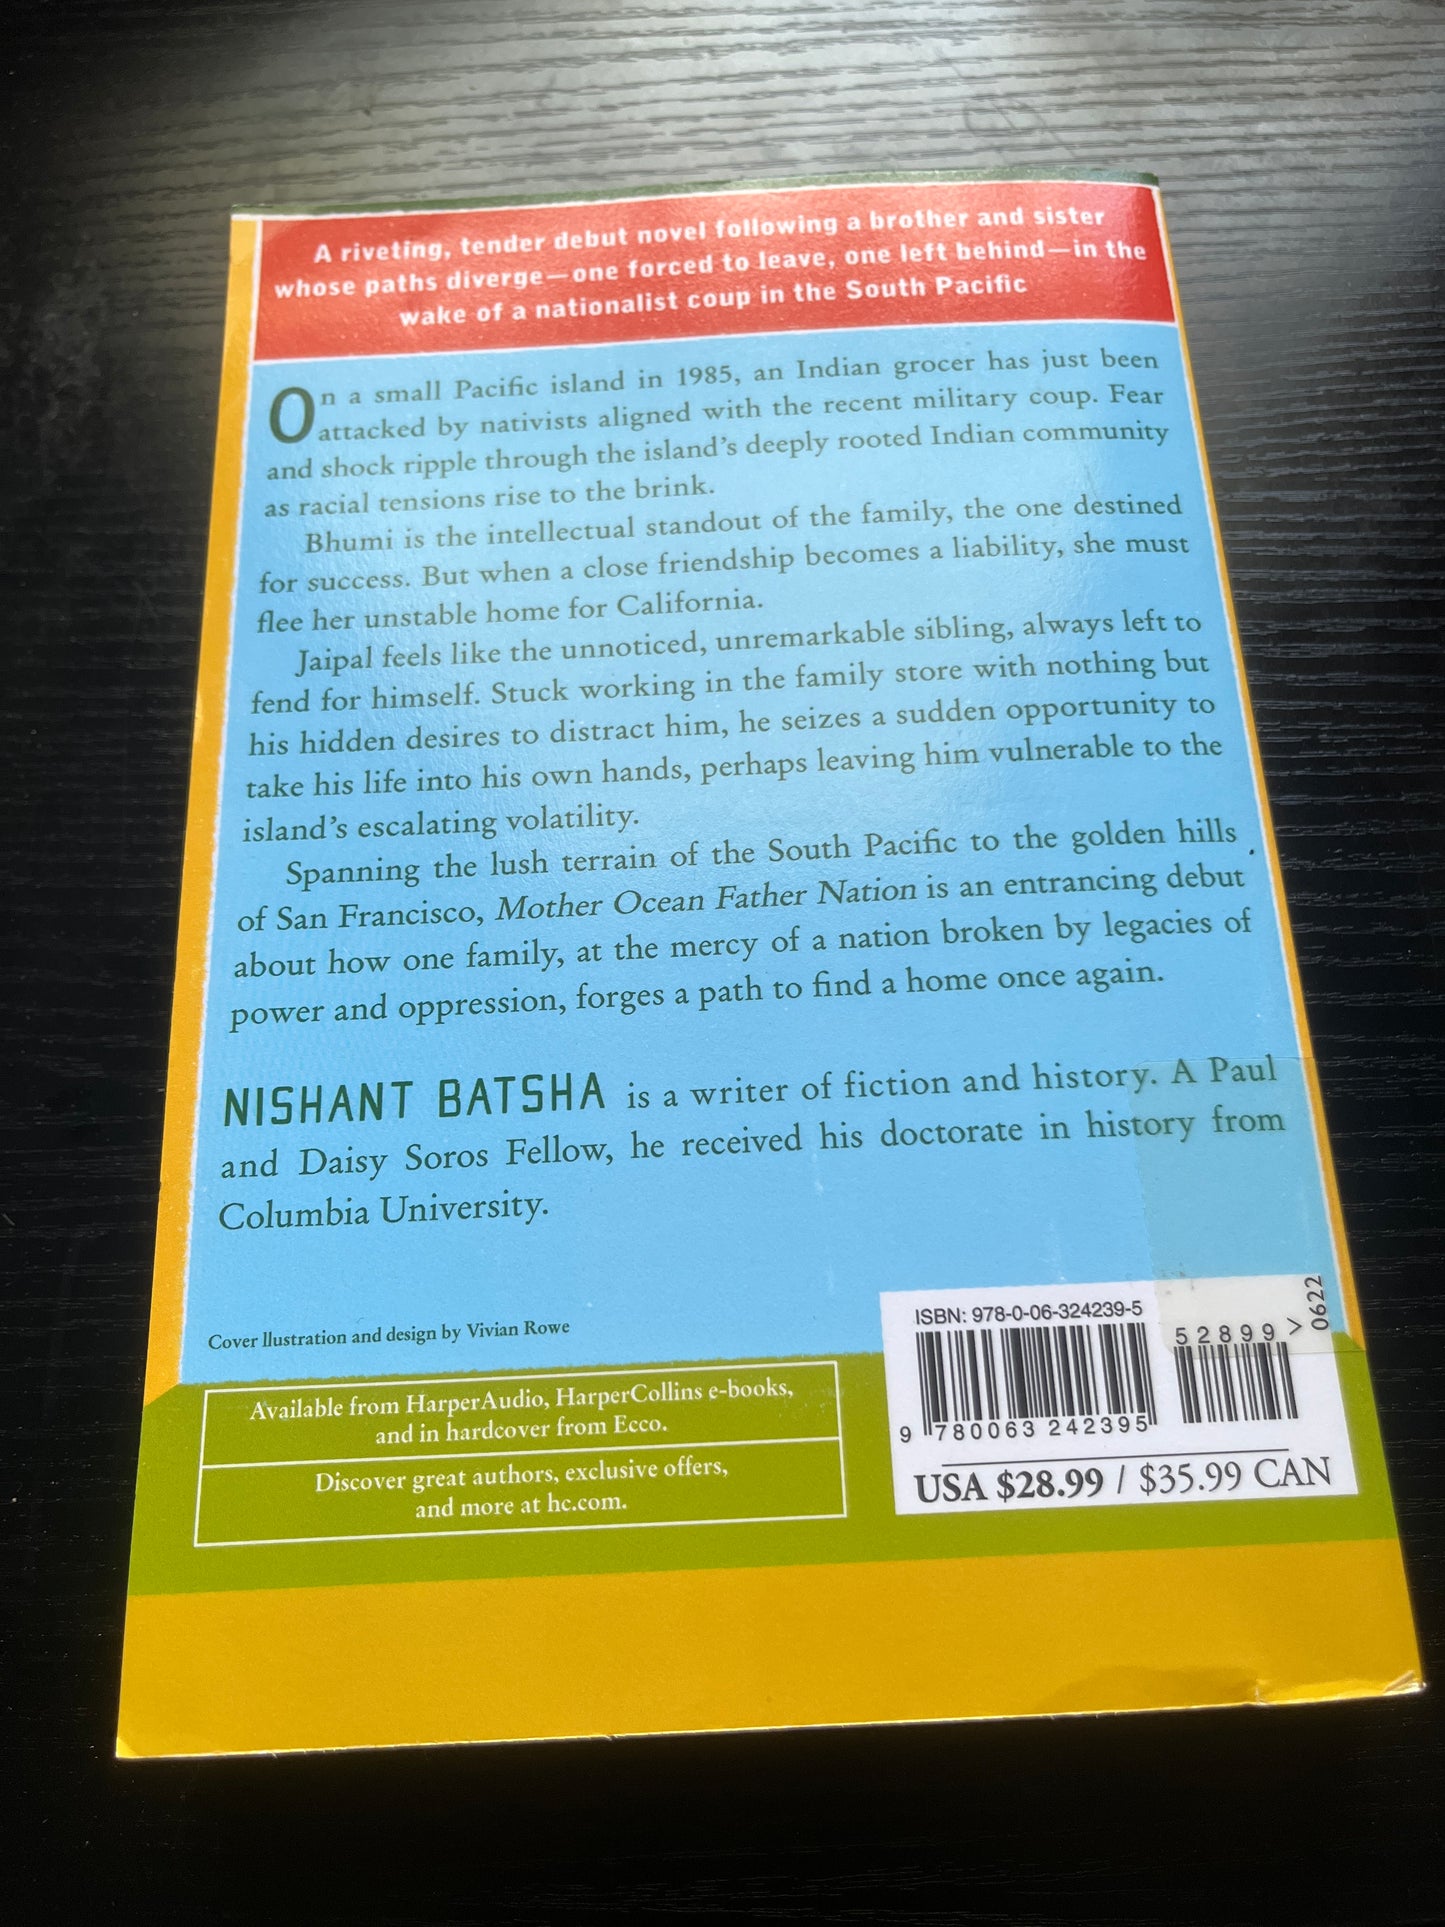 A riveting, tender debut novel following a brother and sister
whose paths diverge—one forced to leave, one left behind—in the
wake of a nationalist coup in the South Pacific
On a small Pacific island in 1985, an Indian grocer has just been
attacked by nativists aligned with the recent military coup. Fear
and shock ripple through the island's deeply rooted Indian community
as racial tensions rise to the brink.
Bhumi is the intellectual standout of the family, the one destined
for success. But when a close friendship becomes a liability, she must
flee her unstable home for California.
Jaipal feels like the unnoticed, unremarkable sibling, always left to
fend for himself. Stuck working in the family store with nothing but
his hidden desires to distract him, he seizes a sudden opportunity to
take his life into his own hands, perhaps leaving him vulnerable to the
island's escalating volatility.
Spanning the lush terrain of the South Pacific to the golden hills
of San Francisco, Mother Ocean Father Nation is an entrancing debut
about how one family, at the mercy of a nation broken by legacies of
power and oppression, forges a path to find a home once again.
NISHANT BATSHA is a writer of fiction and history. A Paul
and Daisy Soros Fellow, he received his doctorate in history from
Columbia University.
Cover llustration and design by Vivian Rowe
Available from HarperAudio, HarperCollins e-books,
and in hardcover from Ecco.
Discover great authors, exclusive offers,
and more at hc.com.
ISBN: 978-0-06-324239-5
52899>
0622
9 780063 242395
USA $28.99 / $35.99 CAN